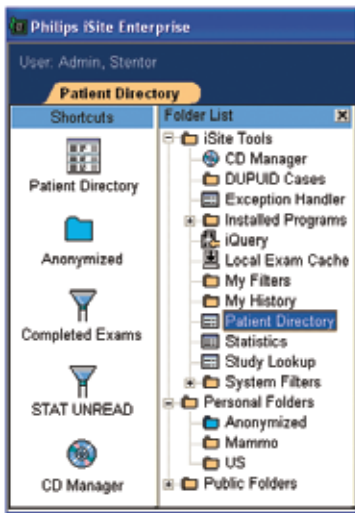 Philips iSite Enterprise
User: Admin, Stentor
Patient Directory
Shortcuts
Patient Directory
Anonymized
Completed Exams
STAT UNREAD
CD Manager
Folder List
iSite Tools
CD Manager
DUPUID Cases
Exception Handler
Installed Programs
iQuery
Local Exam Cache
My Filters
My History
Patient Directory
Statistics
Study Lookup
System Filters
Personal Folders
Anonymized
Mammo
US
Public Folders